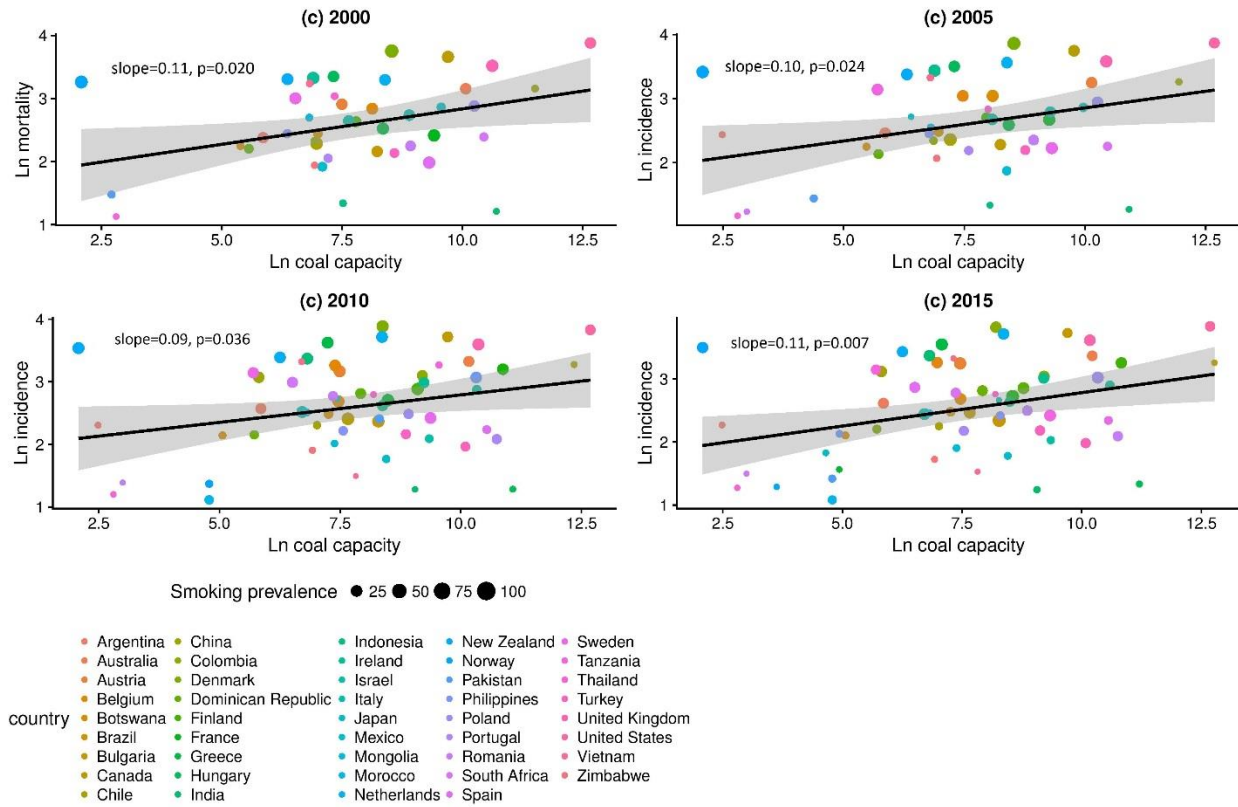 (c) 2000
slope=0.11, p=0.020
Ln mortality
4
3
2
1
2.5 5.0 7.5 10.0 12.5
Ln coal capacity
(c) 2005
slope=0.10, p=0.024
Ln incidence
4
3
2
1
2.5 5.0 7.5 10.0 12.5
Ln coal capacity
(c) 2010
slope=0.09, p=0.036
Ln incidence
4
3
2
1
2.5 5.0 7.5 10.0 12.5
Ln coal capacity
(c) 2015
slope=0.11, p=0.007
Ln incidence
4
3
2
1
2.5 5.0 7.5 10.0 12.5
Ln coal capacity
Smoking prevalence 25 50 75 100
country
Argentina
Australia
Austria
Belgium
Botswana
Brazil
Bulgaria
Canada
Chile
China
Colombia
Denmark
Dominican Republic
Finland
France
Greece
Hungary
India
Indonesia
Ireland
Israel
Italy
Japan
Mexico
Mongolia
Morocco
Netherlands
New Zealand
Norway
Pakistan
Philippines
Poland
Portugal
Romania
South Africa
Spain
Sweden
Tanzania
Thailand
Turkey
United Kingdom
United States
Vietnam
Zimbabwe